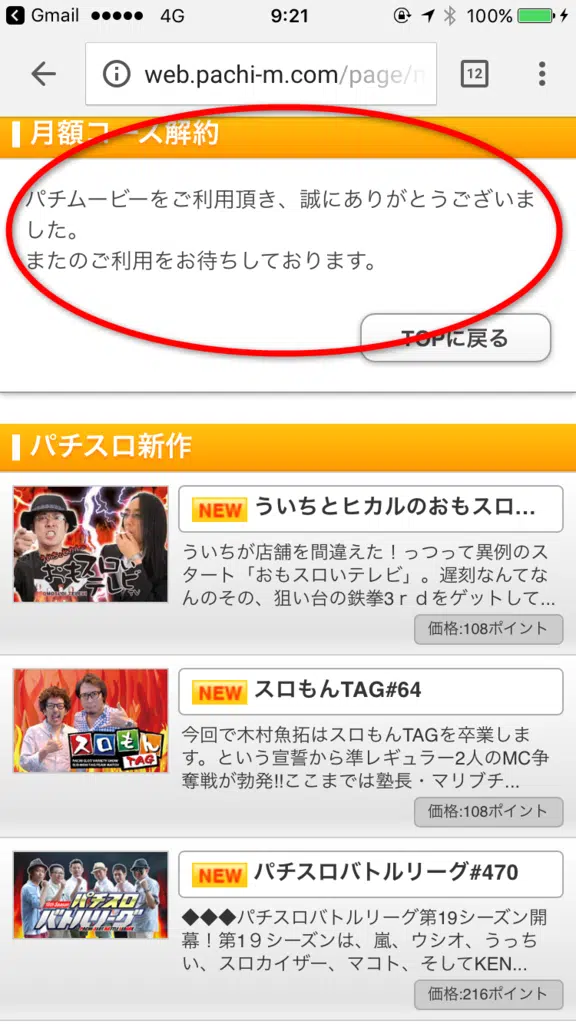 Gmail 4G 9:21 100%
web.pachi-m.com/page/ 12
月額コース解約
パチムービーをご利用頂き、誠にありがとうございま
した。
またのご利用をお待ちしております。
TOPに戻る
パチスロ新作
NEW ういちとヒカルのおもスロ...
おもスロい
テレビ
ういちが店舗を間違えた！っつって異例のス
タート「おもスロいテレビ」。遅刻なんてな
んのその、狙い台の鉄拳3ｒｄをゲットして...
価格:108ポイント
NEW スロもんTAG#64
スロもん
TAG
今回で木村魚拓はスロもんTAGを卒業しま
す。という宣誓から準レギュラー2人のMC争
奪戦が勃発!!ここまでは塾長・マリブチ...
価格:108ポイント
NEW パチスロバトルリーグ#470
パチスロ
バトルリーグ
◆◆◆パチスロバトルリーグ第19シーズン開
幕！第1９シーズンは、嵐、ウシオ、うっち
い、スロカイザー、マコト、そしてKEN...
価格:216ポイント